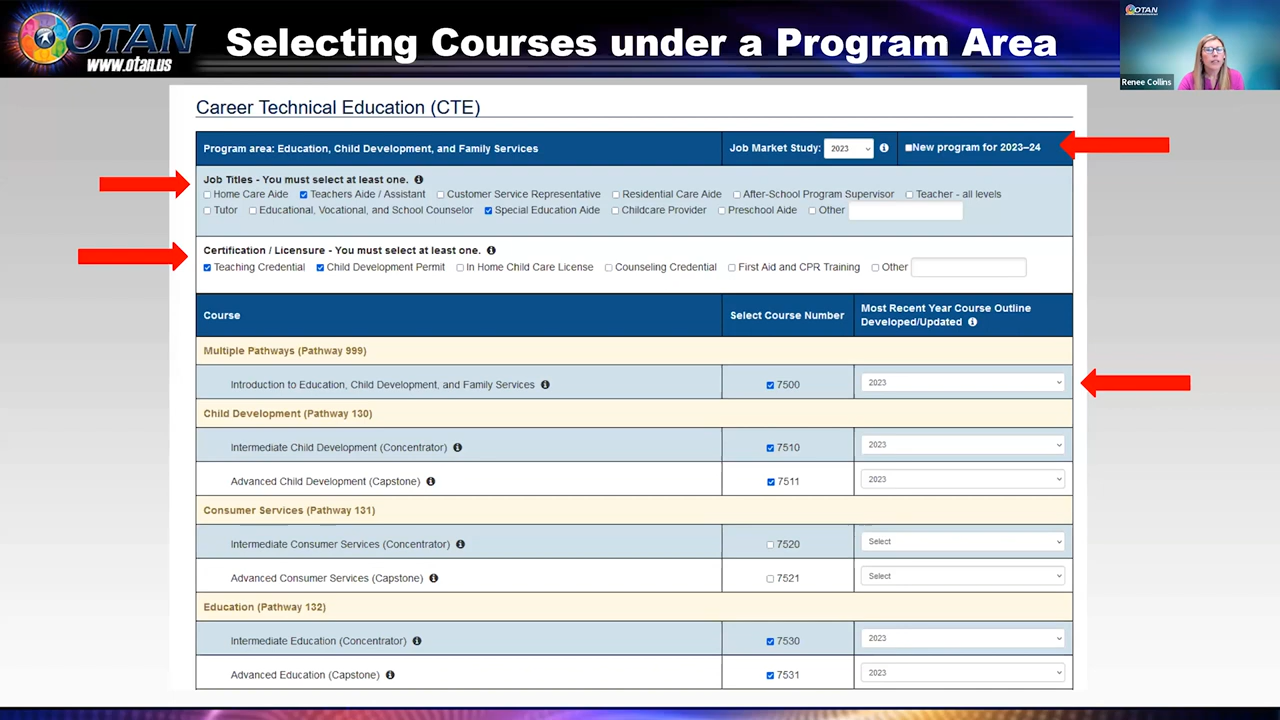 OTAN
www.otan.us
Selecting Courses under a Program Area
OTAN
Renee Collins
Career Technical Education (CTE)
Program area: Education, Child Development, and Family Services
Job Market Study: 2023
New program for 2023–24
Job Titles - You must select at least one.
Home Care Aide Teachers Aide / Assistant Customer Service Representative Residential Care Aide After-School Program Supervisor Teacher - all levels
Tutor Educational, Vocational, and School Counselor Special Education Aide Childcare Provider Preschool Aide Other
Certification / Licensure - You must select at least one.
Teaching Credential Child Development Permit In Home Child Care License Counseling Credential First Aid and CPR Training Other
Course
Select Course Number
Most Recent Year Course Outline
Developed/Updated
Multiple Pathways (Pathway 999)
Introduction to Education, Child Development, and Family Services 7500 2023
Child Development (Pathway 130)
Intermediate Child Development (Concentrator) 7510 2023
Advanced Child Development (Capstone) 7511 2023
Consumer Services (Pathway 131)
Intermediate Consumer Services (Concentrator) 7520 Select
Advanced Consumer Services (Capstone) 7521 Select
Education (Pathway 132)
Intermediate Education (Concentrator) 7530 2023
Advanced Education (Capstone) 7531 2023